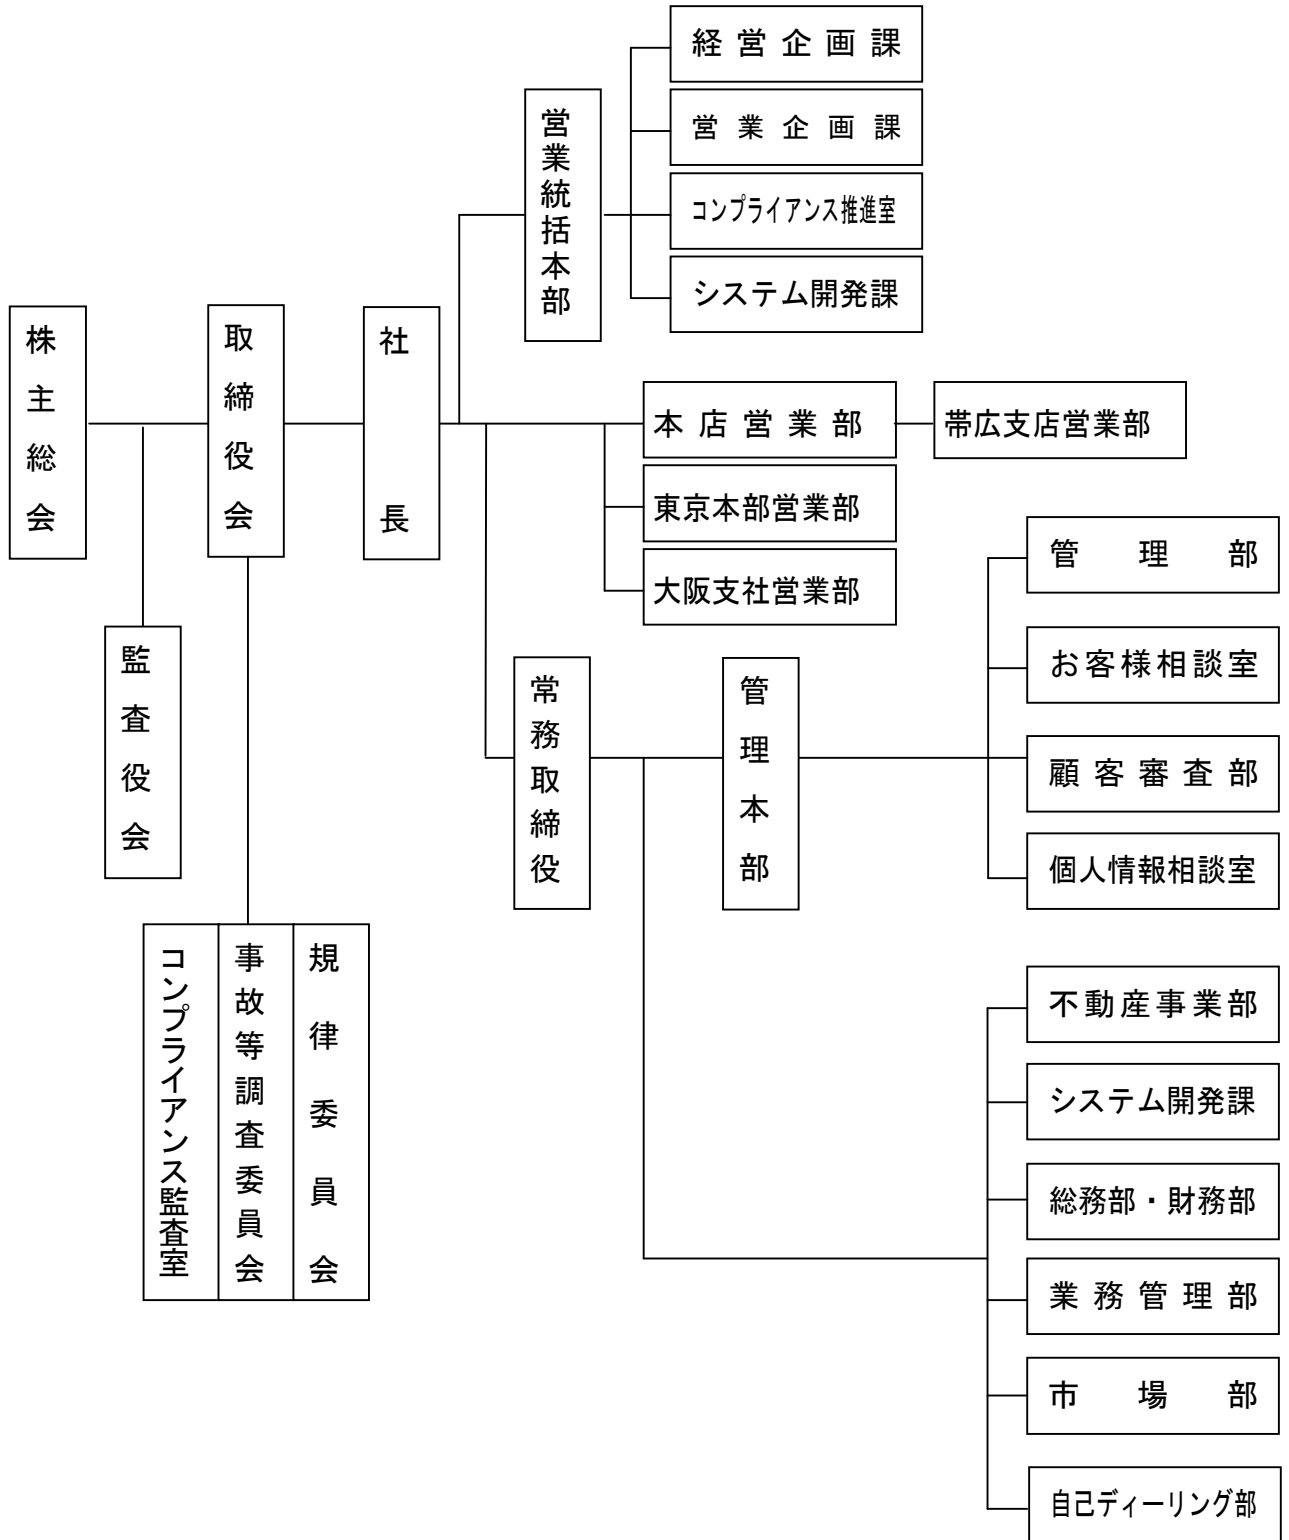 株主総会
監査役会
取締役会
コンプライアンス監査室
事故等調査委員会
規律委員会
社長
営業統括本部
経営企画課
営業企画課
コンプライアンス推進室
システム開発課
本店営業部
帯広支店営業部
東京本部営業部
大阪支社営業部
常務取締役
管理本部
管理部
お客様相談室
顧客審査部
個人情報相談室
不動産事業部
システム開発課
総務部・財務部
業務管理部
市場部
自己ディーリング部